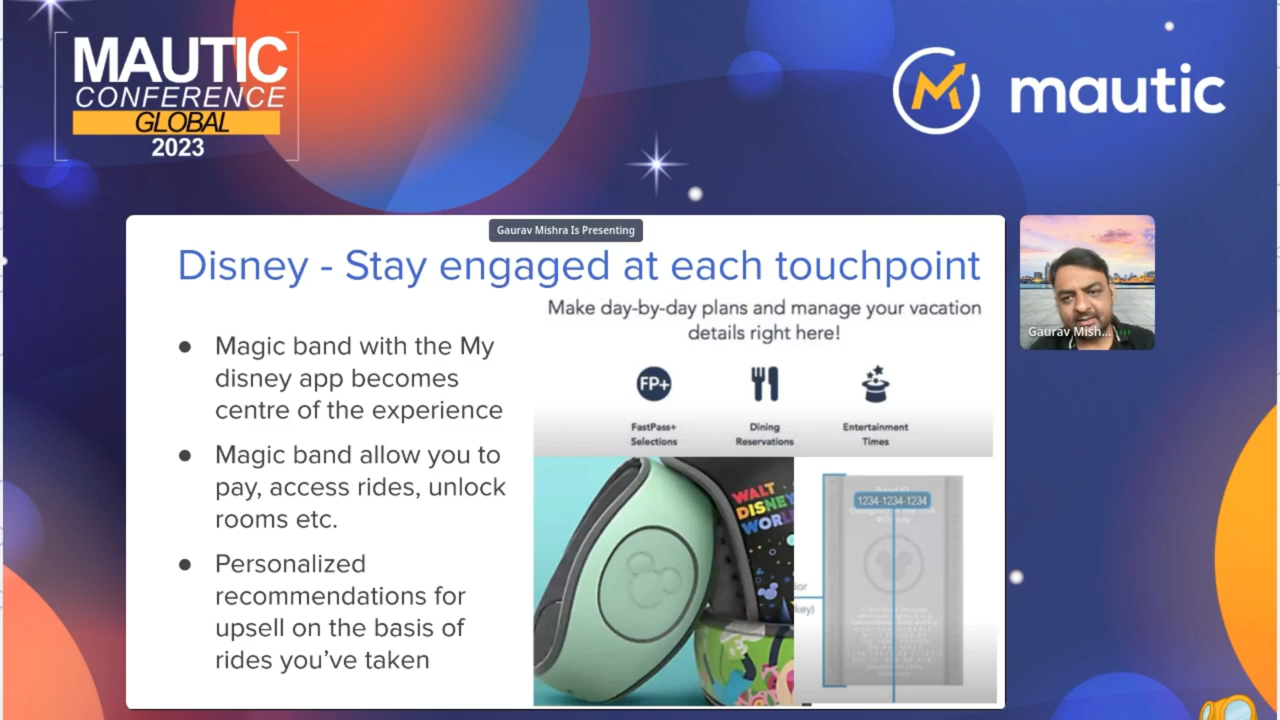 MAUTIC
CONFERENCE
GLOBAL
2023
mautic
Gaurav Mishra Is Presenting
Disney - Stay engaged at each touchpoint
Make day-by-day plans and manage your vacation
details right here!
● Magic band with the My
disney app becomes
centre of the experience
● Magic band allow you to
pay, access rides, unlock
rooms etc.
● Personalized
recommendations for
upsell on the basis of
rides you've taken
FP+
FastPass+
Selections
Dining
Reservations
Entertainment
Times
WALT
DISNEY
WORL
1234-1234-1234
key)
Gaurav Mish...